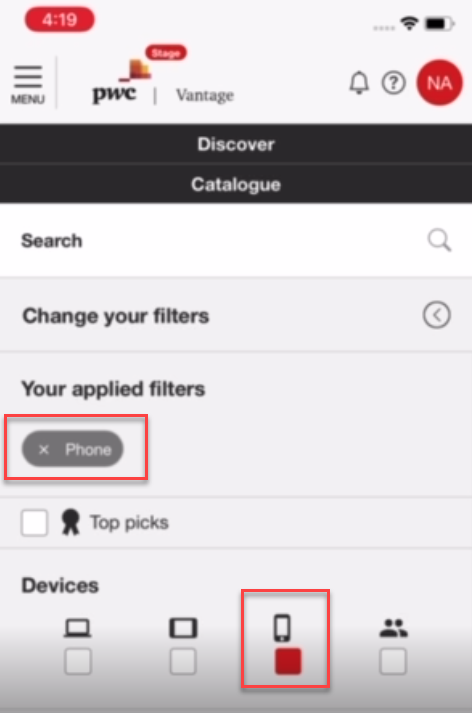 4:19
Stage
MENU
pwc | Vantage
NA
Discover
Catalogue
Search
Change your filters
Your applied filters
× Phone
Top picks
Devices